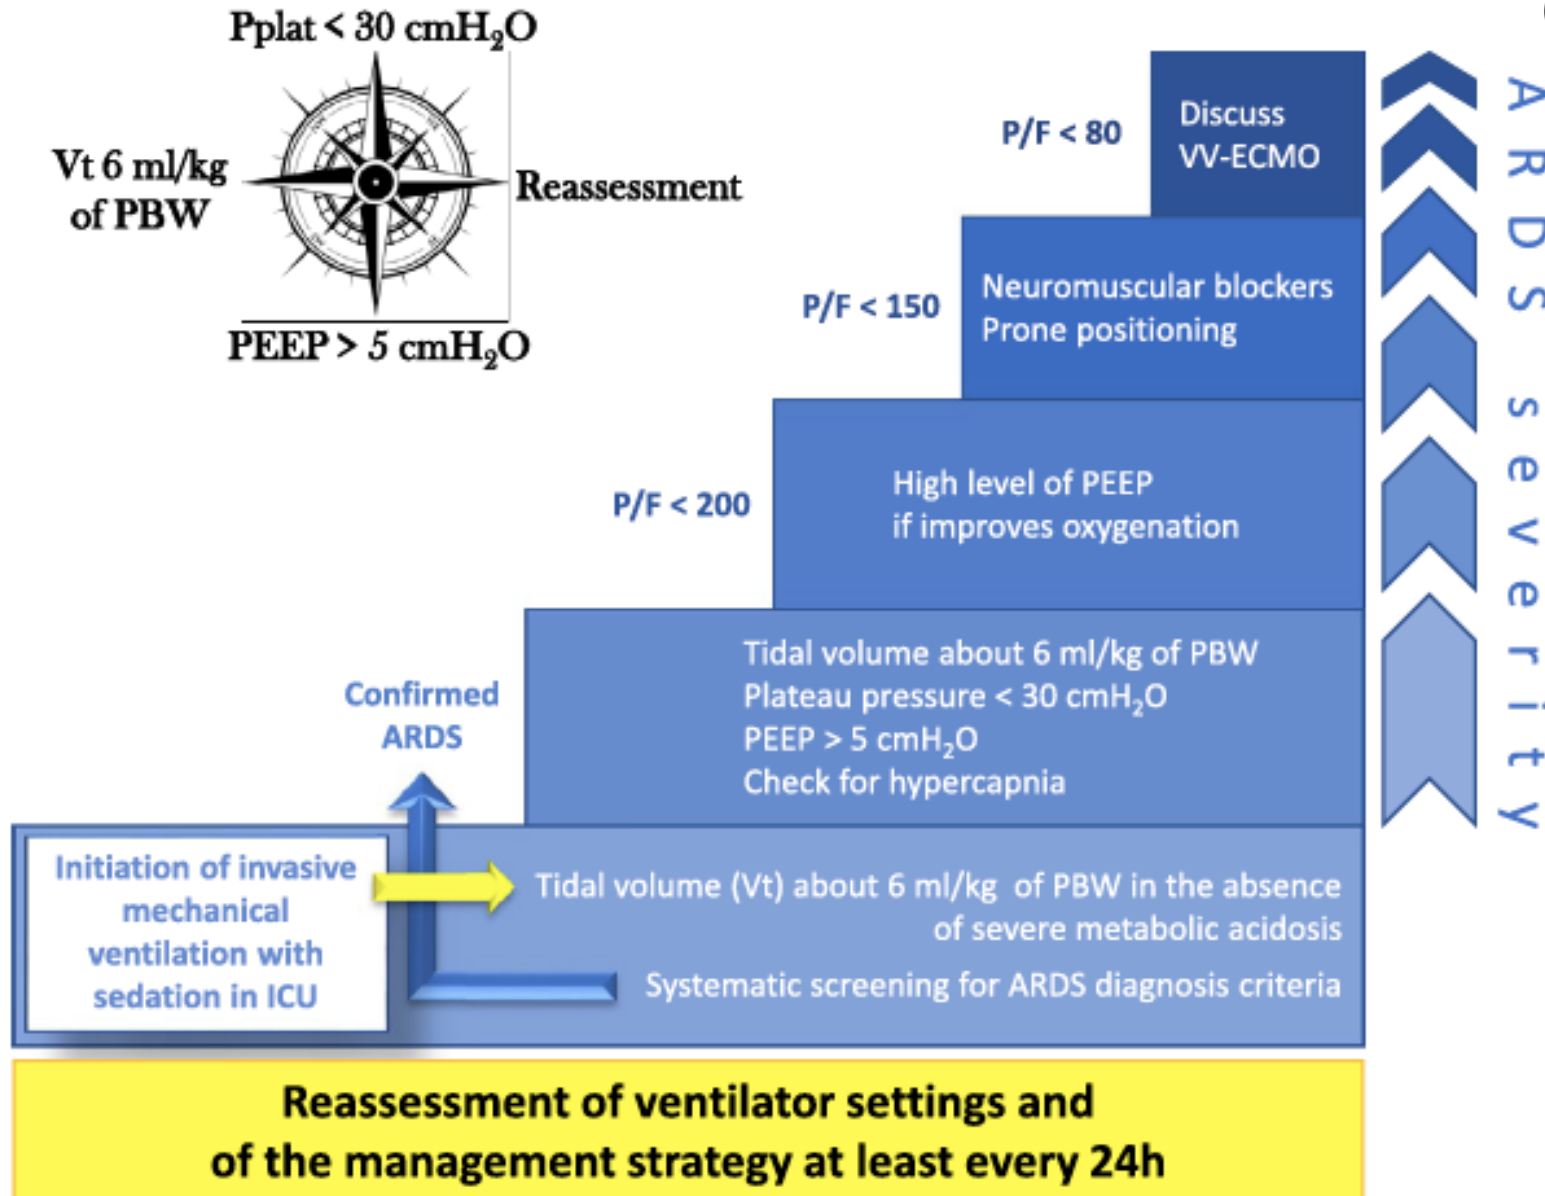 Pplat < 30 cmH₂O
Vt 6 ml/kg
of PBW
Reassessment
PEEP > 5 cmH₂O
P/F < 80
Discuss
VV-ECMO
P/F < 150
Neuromuscular blockers
Prone positioning
P/F < 200
High level of PEEP
if improves oxygenation
Confirmed
ARDS
Tidal volume about 6 ml/kg of PBW
Plateau pressure < 30 cmH₂O
PEEP > 5 cmH₂O
Check for hypercapnia
Initiation of invasive
mechanical
ventilation with
sedation in ICU
Tidal volume (Vt) about 6 ml/kg of PBW in the absence
of severe metabolic acidosis
Systematic screening for ARDS diagnosis criteria
ARDS severity
Reassessment of ventilator settings and
of the management strategy at least every 24h